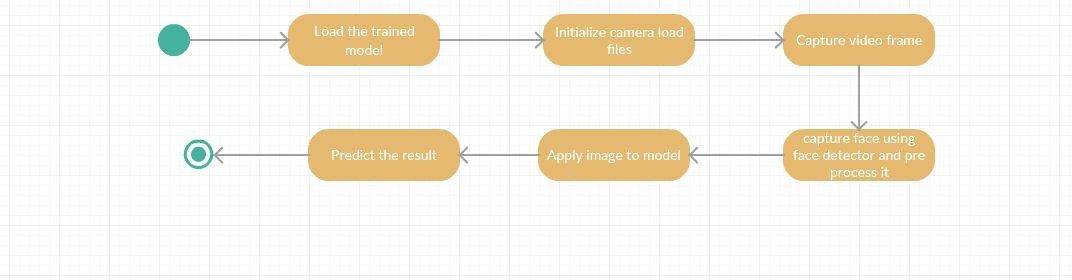 Load the trained
model
Initialize camera load
files
Capture video frame
capture face using
face detector and pre
process it
Apply image to model
Predict the result